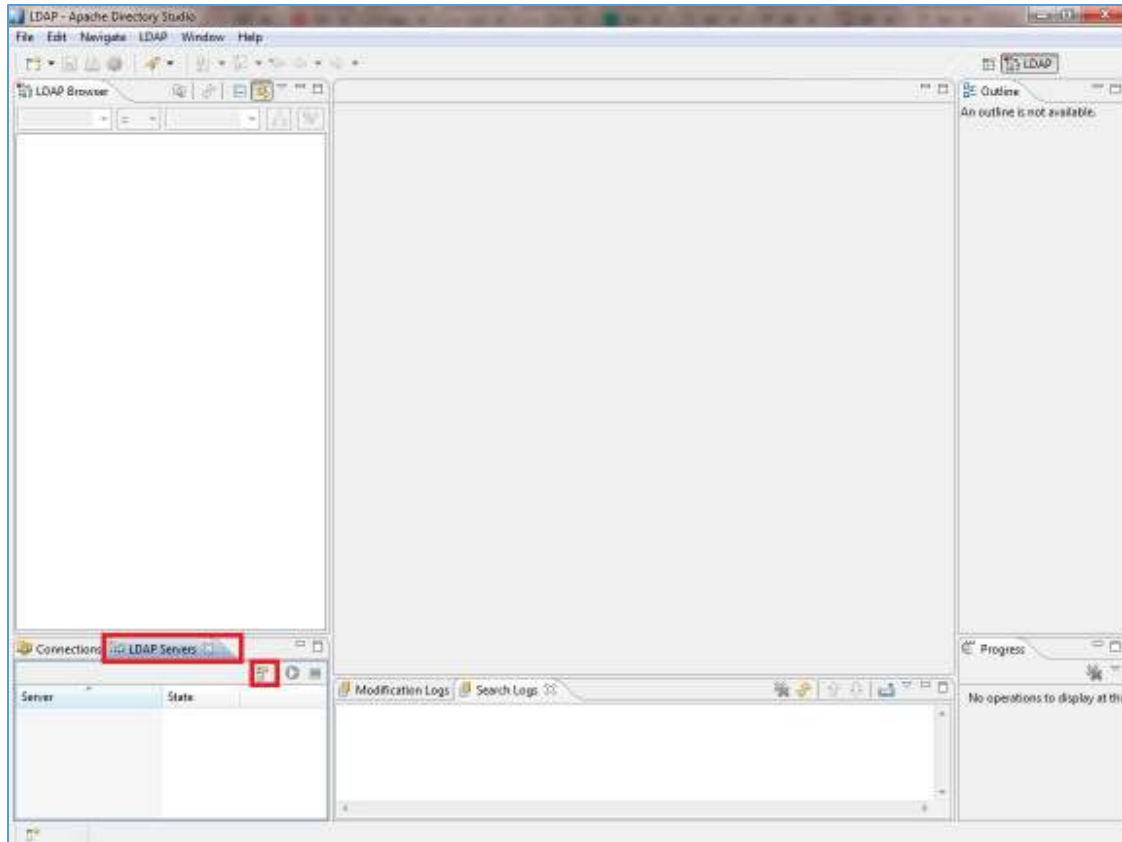 LDAP - Apache Directory Studio
File Edit Navigate LDAP Window Help
LDAP
LDAP Browser
=
Outline
An outline is not available.
Connections LDAP Servers
Server State
Modification Logs Search Logs
Progress
No operations to display at thi